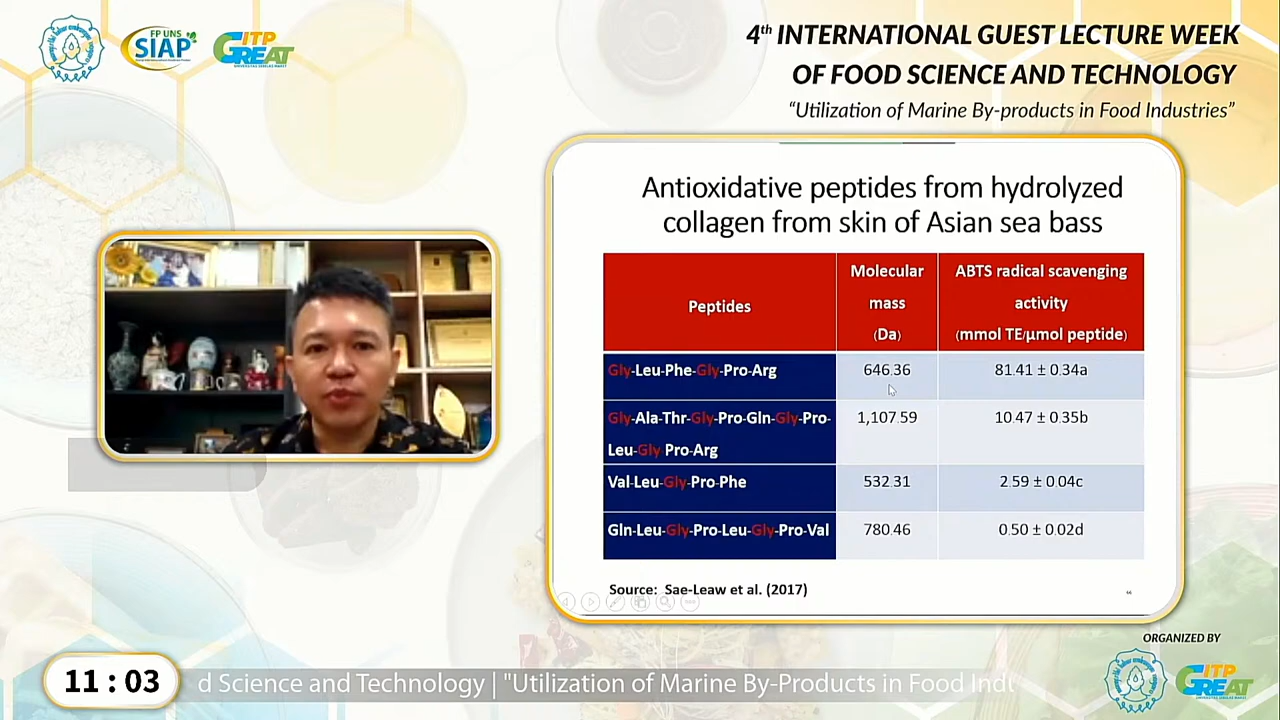 FP UNS
SIAP
ITP
GREAT
4th INTERNATIONAL GUEST LECTURE WEEK
OF FOOD SCIENCE AND TECHNOLOGY
“Utilization of Marine By-products in Food Industries”
Antioxidative peptides from hydrolyzed
collagen from skin of Asian sea bass
Peptides
Molecular
mass
(Da)
ABTS radical scavenging
activity
(mmol TE/µmol peptide)
Gly-Leu-Phe-Gly-Pro-Arg
646.36
81.41 ± 0.34a
Gly-Ala-Thr-Gly-Pro-Gln-Gly-Pro-
Leu-Gly-Pro-Arg
1,107.59
10.47 ± 0.35b
Val-Leu-Gly-Pro-Phe
532.31
2.59 ± 0.04c
Gln-Leu-Gly-Pro-Leu-Gly-Pro-Val
780.46
0.50 ± 0.02d
Source: Sae-Leaw et al. (2017)
ORGANIZED BY
ITP
GREAT
11 : 03
d Science and Technology | "Utilization of Marine By-Products in Food Indu